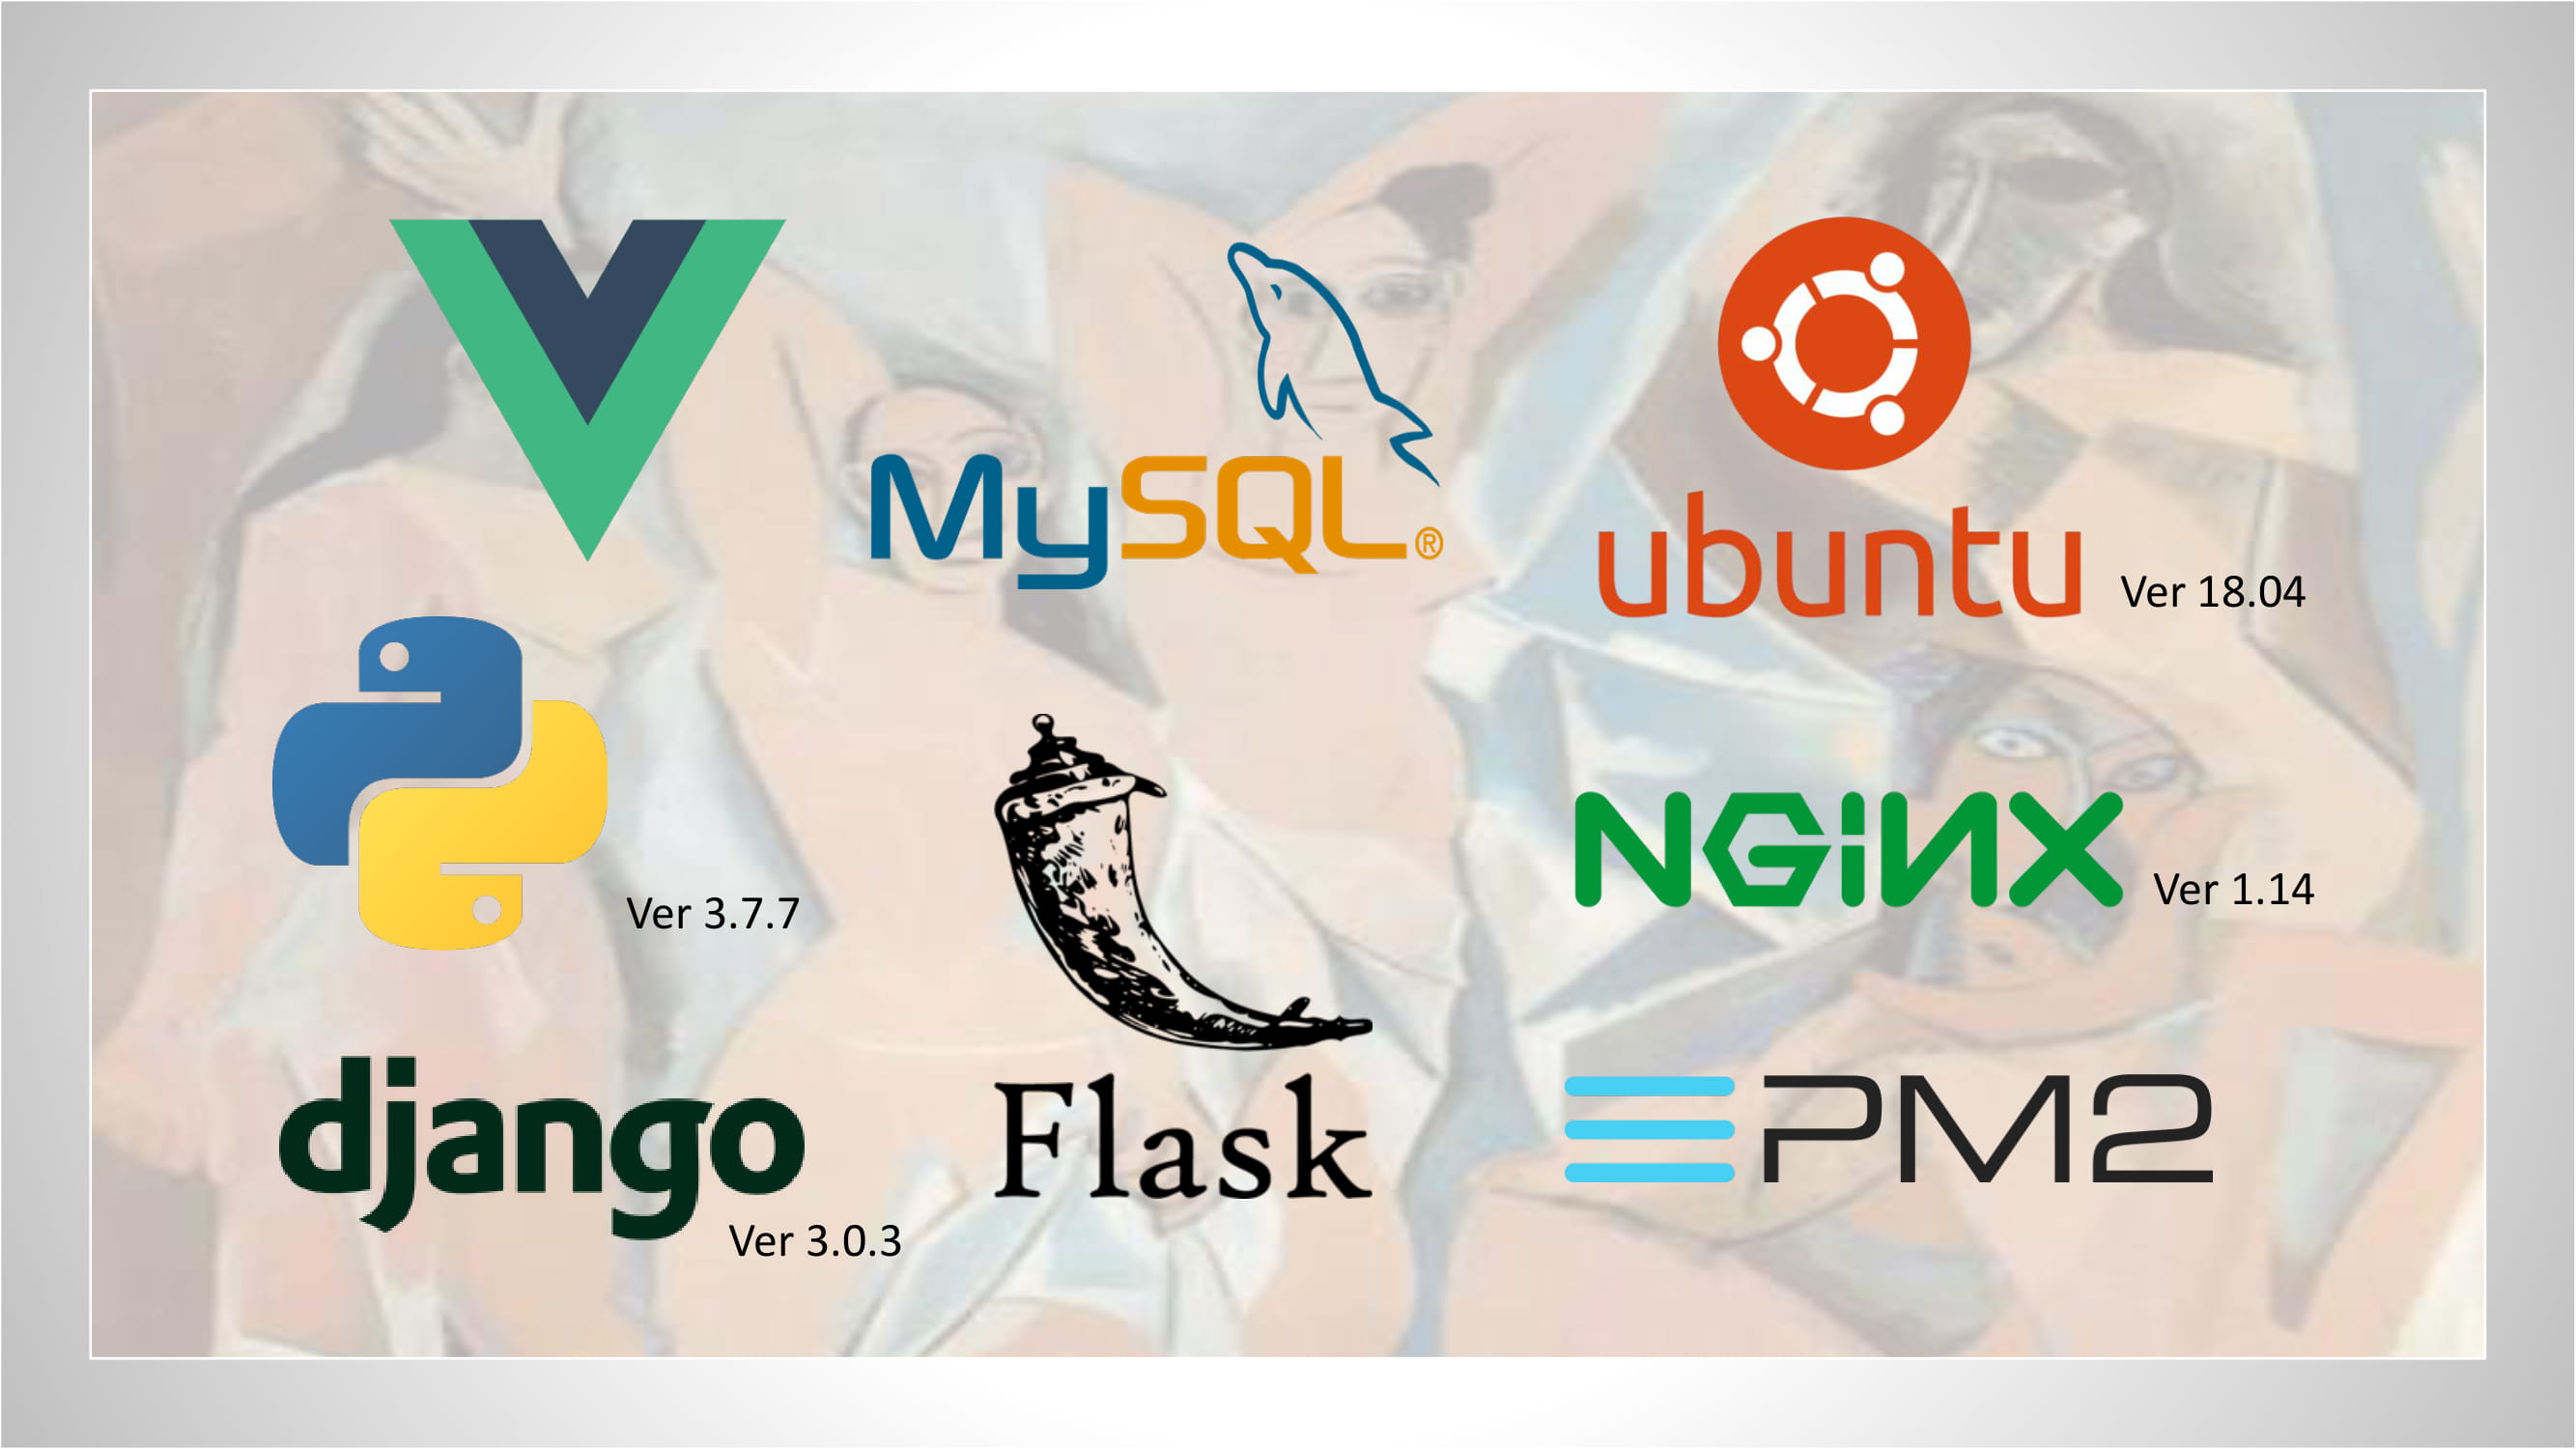 MySQL®
ubuntu
Ver 18.04
Ver 3.7.7
NGiNX
Ver 1.14
django
Ver 3.0.3
Flask
PM2